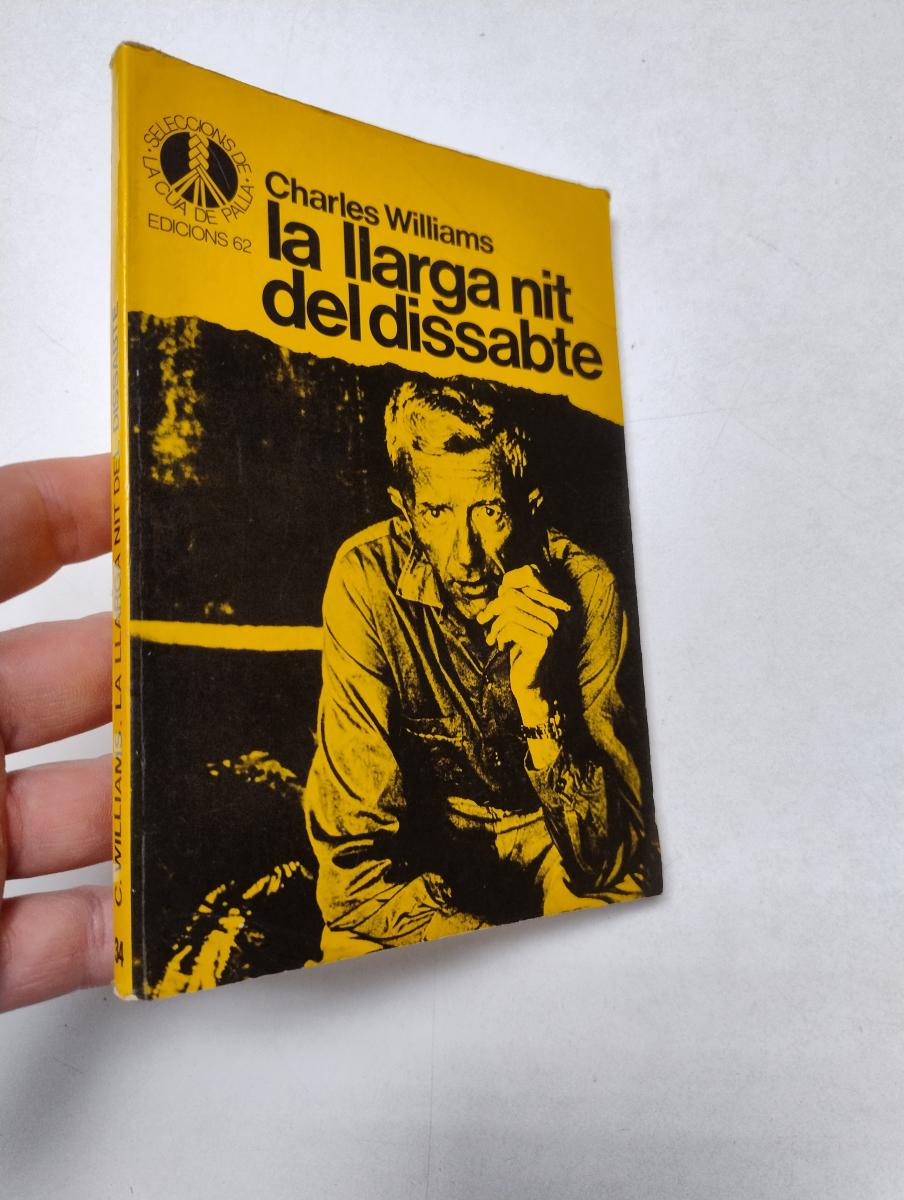 · SELECCIONS DE ·
LA CUA DE PALLA
EDICIONS 62
Charles Williams
la llarga nit
del dissabte
C. WILLIAMS · LA LLARGA NIT DEL DISSABTE
34